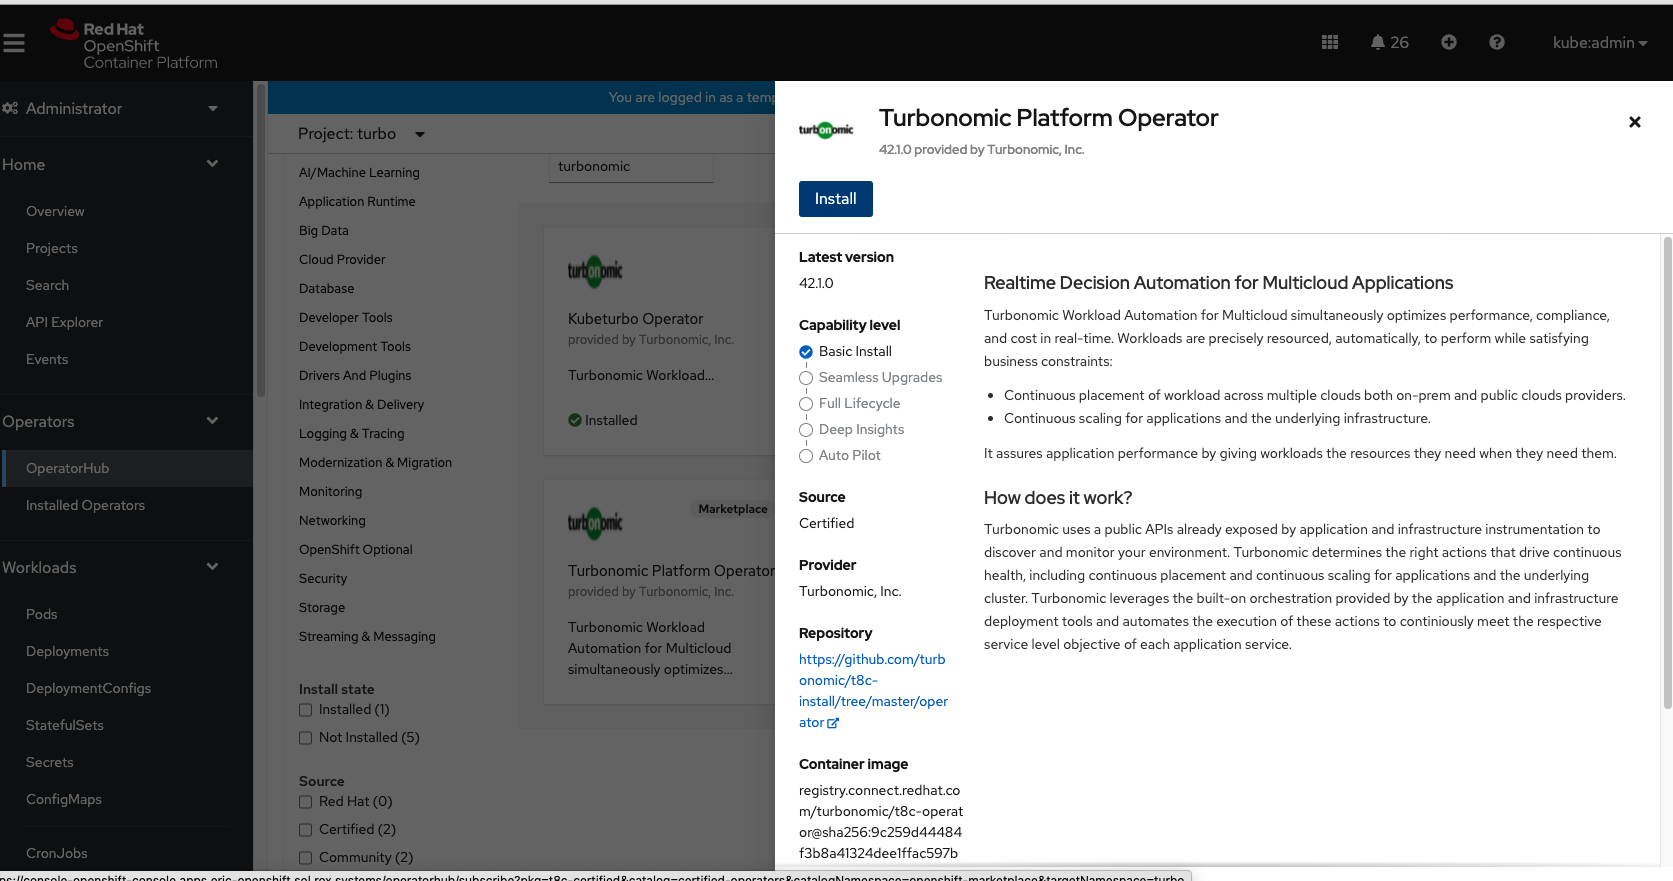 Red Hat
OpenShift
Container Platform
26
kube:admin
Administrator
Home
Overview
Projects
Search
API Explorer
Events
Operators
OperatorHub
Installed Operators
Workloads
Pods
Deployments
DeploymentConfigs
StatefulSets
Secrets
ConfigMaps
CronJobs
You are logged in as a temp
Project: turbo
AI/Machine Learning
Application Runtime
Big Data
Cloud Provider
Database
Developer Tools
Development Tools
Drivers And Plugins
Integration & Delivery
Logging & Tracing
Modernization & Migration
Monitoring
Networking
OpenShift Optional
Security
Storage
Streaming & Messaging
Install state
Installed (1)
Not Installed (5)
Source
Red Hat (0)
Certified (2)
Community (2)
turbonomic
turbonomic
Kubeturbo Operator
provided by Turbonomic, Inc.
Turbonomic Workload...
Installed
turbonomic
Marketplace
Turbonomic Platform Operator
provided by Turbonomic, Inc.
Turbonomic Workload
Automation for Multicloud
simultaneously optimizes...
turbonomic
Turbonomic Platform Operator
42.1.0 provided by Turbonomic, Inc.
Install
Latest version
42.1.0
Capability level
Basic Install
Seamless Upgrades
Full Lifecycle
Deep Insights
Auto Pilot
Source
Certified
Provider
Turbonomic, Inc.
Repository
https://github.com/turb
onomic/t8c-
install/tree/master/oper
ator
Container image
registry.connect.redhat.co
m/turbonomic/t8c-operat
or@sha256:9c259d44484
f3b8a41324dee1ffac597b
Realtime Decision Automation for Multicloud Applications
Turbonomic Workload Automation for Multicloud simultaneously optimizes performance, compliance,
and cost in real-time. Workloads are precisely resourced, automatically, to perform while satisfying
business constraints:
Continuous placement of workload across multiple clouds both on-prem and public clouds providers.
Continuous scaling for applications and the underlying infrastructure.
It assures application performance by giving workloads the resources they need when they need them.
How does it work?
Turbonomic uses a public APIs already exposed by application and infrastructure instrumentation to
discover and monitor your environment. Turbonomic determines the right actions that drive continuous
health, including continuous placement and continuous scaling for applications and the underlying
cluster. Turbonomic leverages the built-on orchestration provided by the application and infrastructure
deployment tools and automates the execution of these actions to continiously meet the respective
service level objective of each application service.
ps://console-openshift-console.apps.eric-openshift.sol.rox.systems/operatorhub/subscribe?pkg=t8c-certified&catalog=certified-operators&catalogNamespace=openshift-marketplace&targetNamespace=turbo